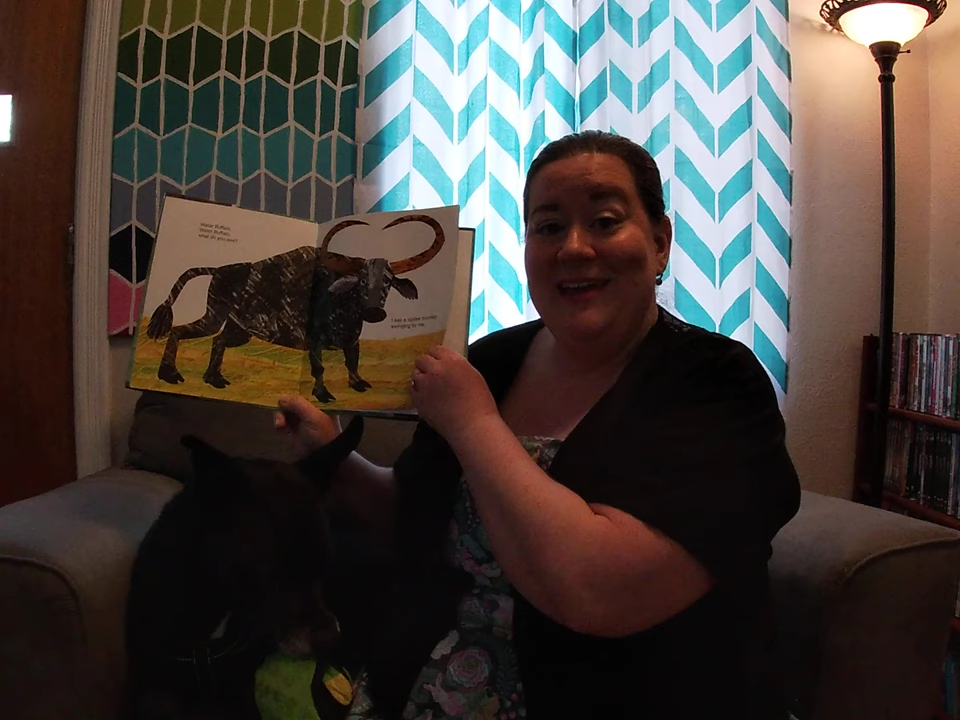 Water Buffalo,
Water Buffalo,
what do you see?
I see a spider monkey
swinging by me.